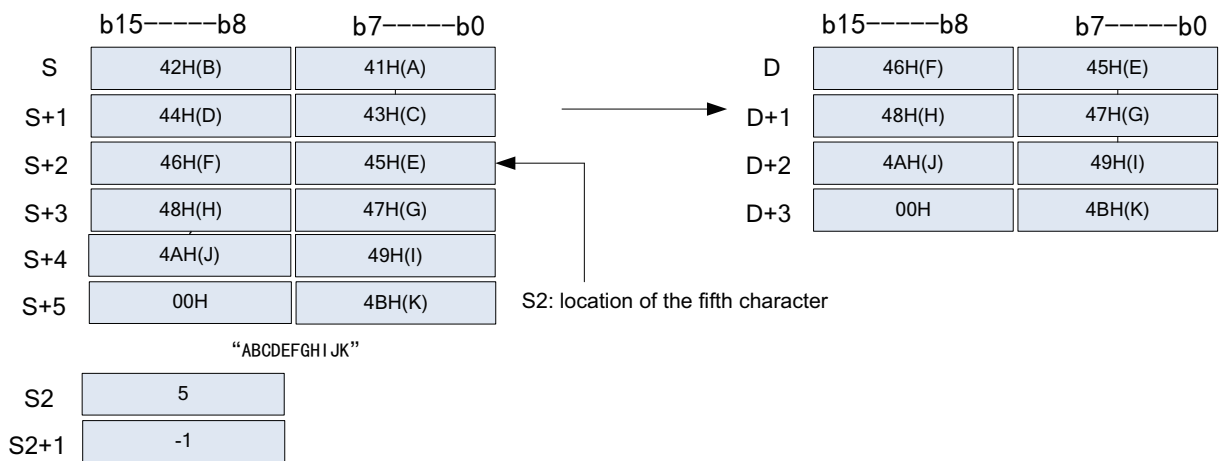 b15-----b8 b7-----b0
S 42H(B) 41H(A)
S+1 44H(D) 43H(C)
S+2 46H(F) 45H(E)
S+3 48H(H) 47H(G)
S+4 4AH(J) 49H(I)
S+5 00H 4BH(K)
“ABCDEFGHIJK”
S2 5
S2+1 -1
S2: location of the fifth character
b15-----b8 b7-----b0
D 46H(F) 45H(E)
D+1 48H(H) 47H(G)
D+2 4AH(J) 49H(I)
D+3 00H 4BH(K)